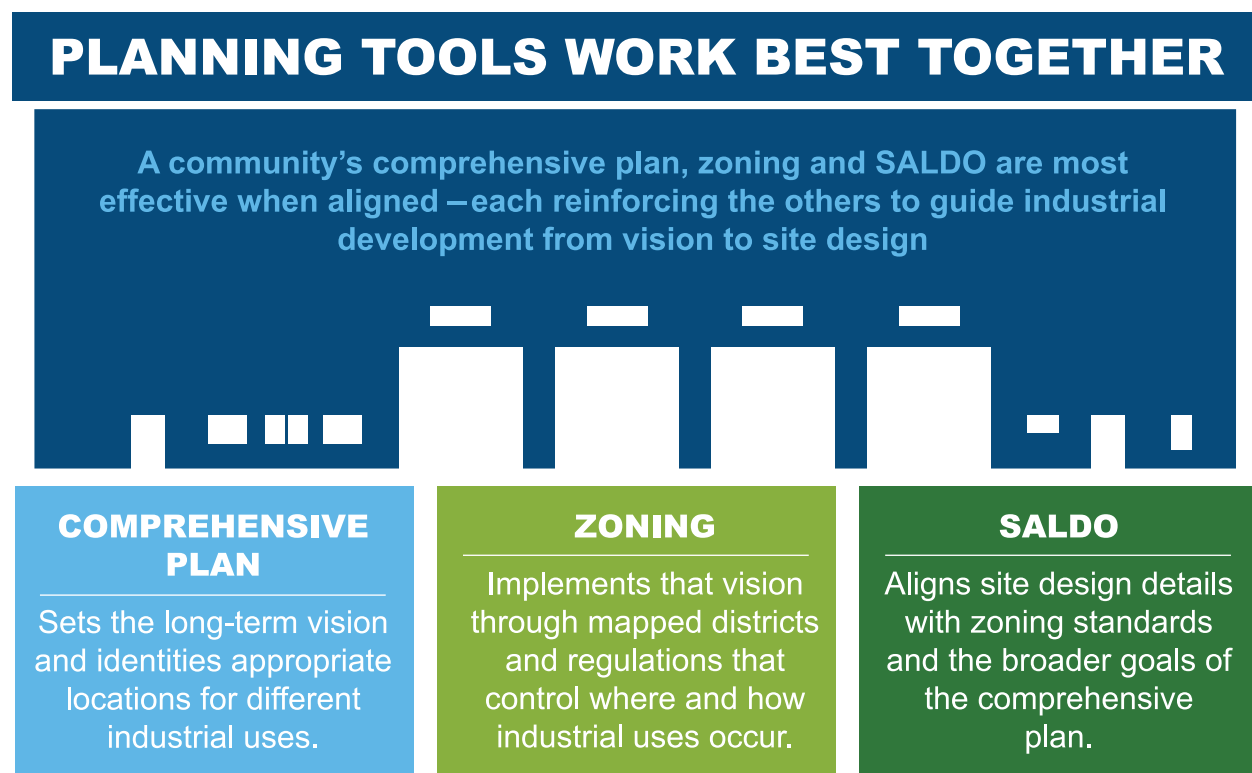 PLANNING TOOLS WORK BEST TOGETHER
A community’s comprehensive plan, zoning and SALDO are most
effective when aligned – each reinforcing the others to guide industrial
development from vision to site design
COMPREHENSIVE
PLAN
Sets the long-term vision
and identities appropriate
locations for different
industrial uses.
ZONING
Implements that vision
through mapped districts
and regulations that
control where and how
industrial uses occur.
SALDO
Aligns site design details
with zoning standards
and the broader goals of
the comprehensive
plan.